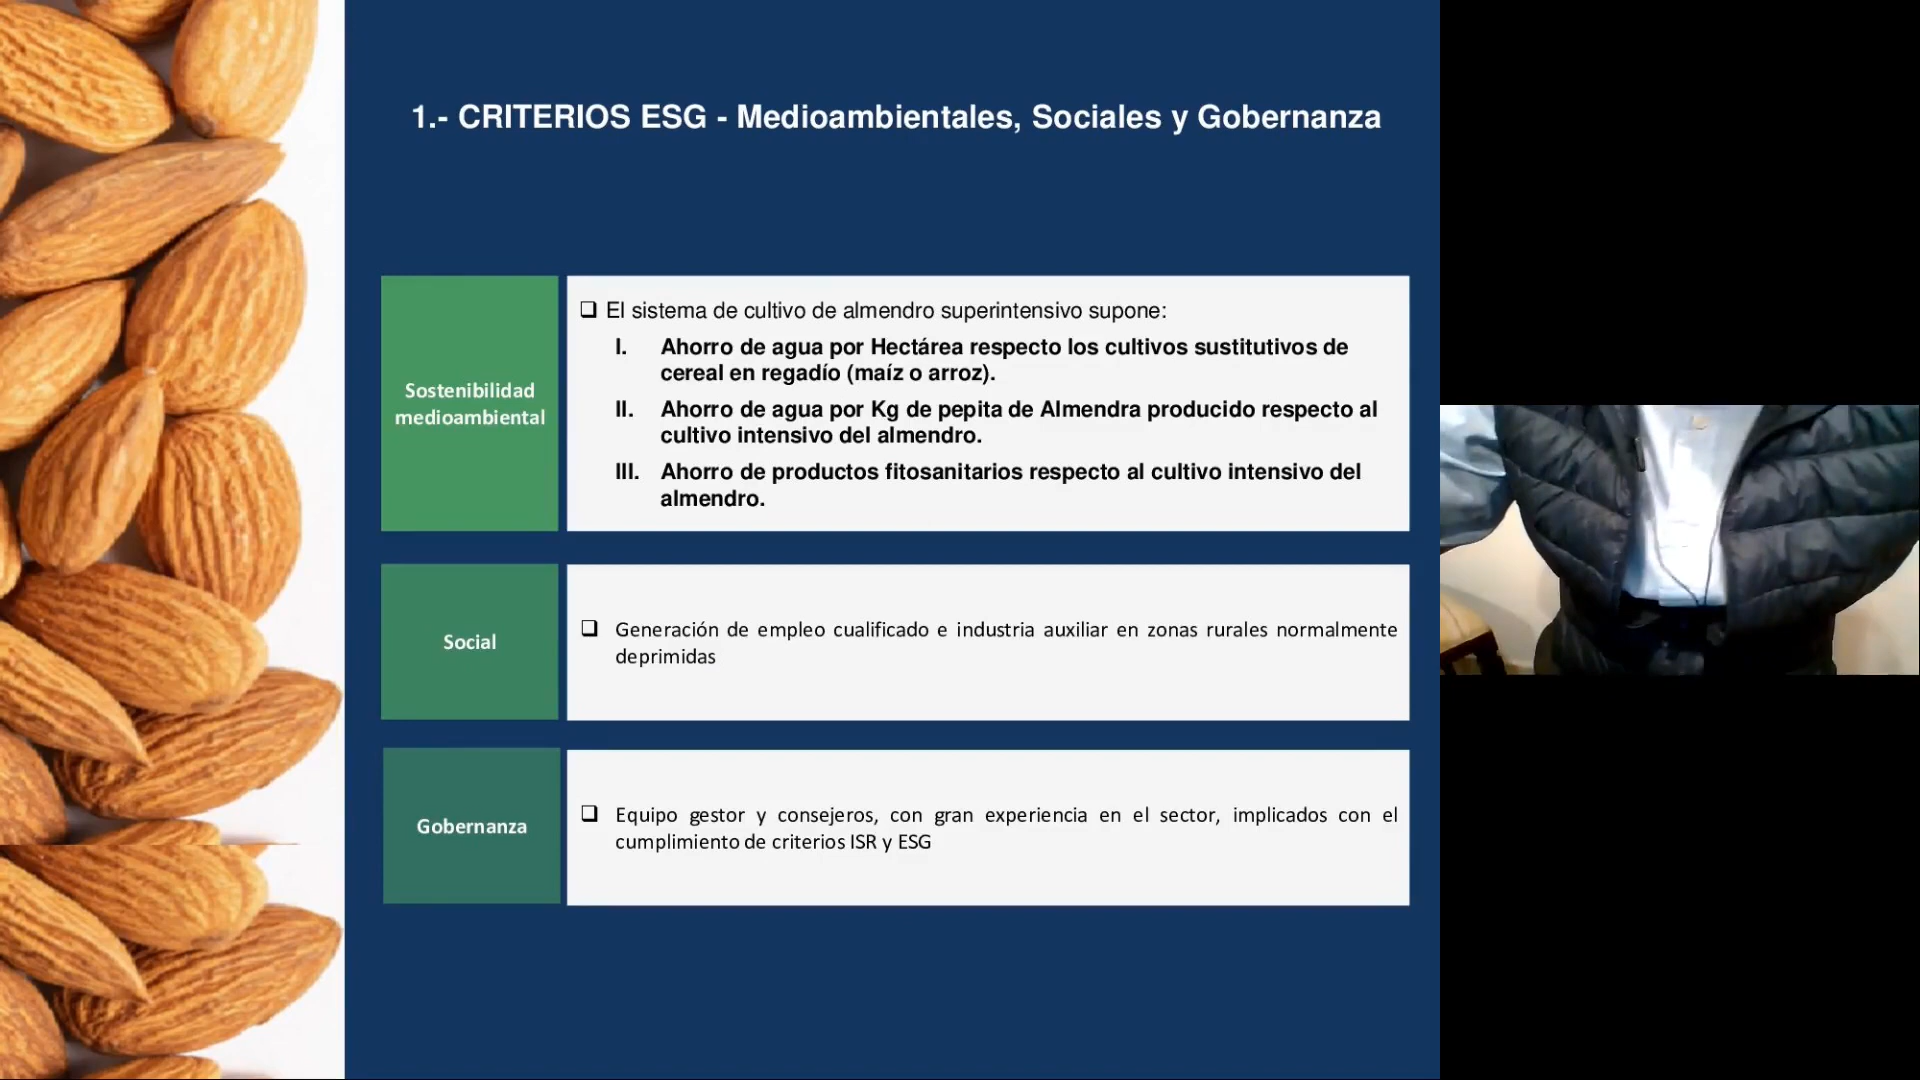 1.- CRITERIOS ESG - Medioambientales, Sociales y Gobernanza
Sostenibilidad
medioambiental
❑ El sistema de cultivo de almendro superintensivo supone:
I. Ahorro de agua por Hectárea respecto los cultivos sustitutivos de
cereal en regadío (maíz o arroz).
II. Ahorro de agua por Kg de pepita de Almendra producido respecto al
cultivo intensivo del almendro.
III. Ahorro de productos fitosanitarios respecto al cultivo intensivo del
almendro.
Social
❑ Generación de empleo cualificado e industria auxiliar en zonas rurales normalmente
deprimidas
Gobernanza
❑ Equipo gestor y consejeros, con gran experiencia en el sector, implicados con el
cumplimiento de criterios ISR y ESG